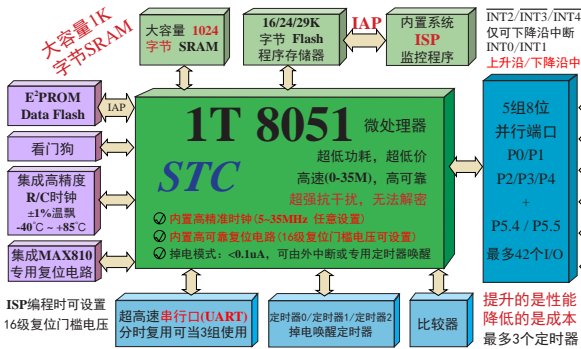 大容量1K
字节SRAM
大容量 1024
字节 SRAM
16/24/29K
字节 Flash
程序存储器
IAP
内置系统
ISP
监控程序
INT2/INT3/INT4
仅可下降沿中断
INT0/INT1
上升沿/下降沿中
E²PROM
Data Flash
IAP
看门狗
集成高精度
R/C时钟
±1%温飘
-40℃~+85℃
集成MAX810
专用复位电路
ISP编程时可设置
16级复位门槛电压
1T 8051 微处理器
STC
超低功耗，超低价
高速(0-35M)，高可靠
超强抗干扰，无法解密
内置高精准时钟(5~35MHz 任意设置)
内置高可靠复位电路(16级复位门槛电压可设置)
掉电模式：<0.1uA，可由外中断或专用定时器唤醒
5组8位
并行端口
P0/P1
P2/P3/P4
+
P5.4 / P5.5
最多42个I/O
超高速串行口(UART)
分时复用可当3组使用
定时器0/定时器1/定时器2
掉电唤醒定时器
比较器
提升的是性能
降低的是成本
最多3个定时器